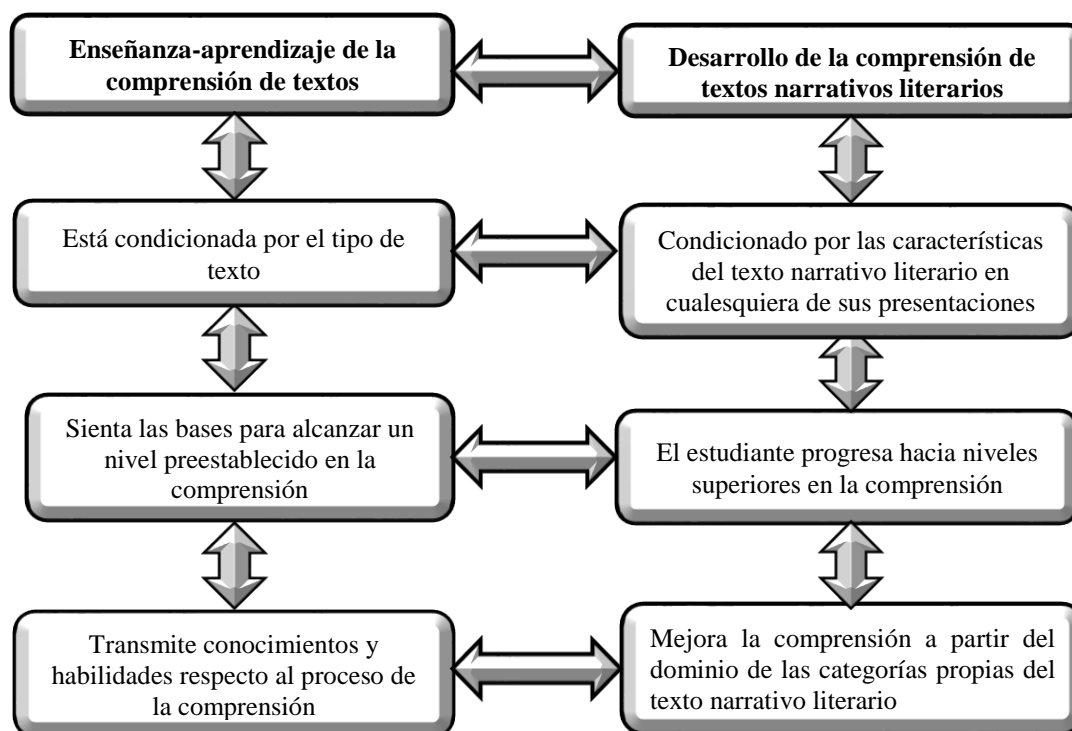 Enseñanza-aprendizaje de la
comprensión de textos
Desarrollo de la comprensión de
textos narrativos literarios
Está condicionada por el tipo de
texto
Condicionado por las características
del texto narrativo literario en
cualesquiera de sus presentaciones
Sienta las bases para alcanzar un
nivel preestablecido en la
comprensión
El estudiante progresa hacia niveles
superiores en la comprensión
Transmite conocimientos y
habilidades respecto al proceso de
la comprensión
Mejora la comprensión a partir del
dominio de las categorías propias del
texto narrativo literario